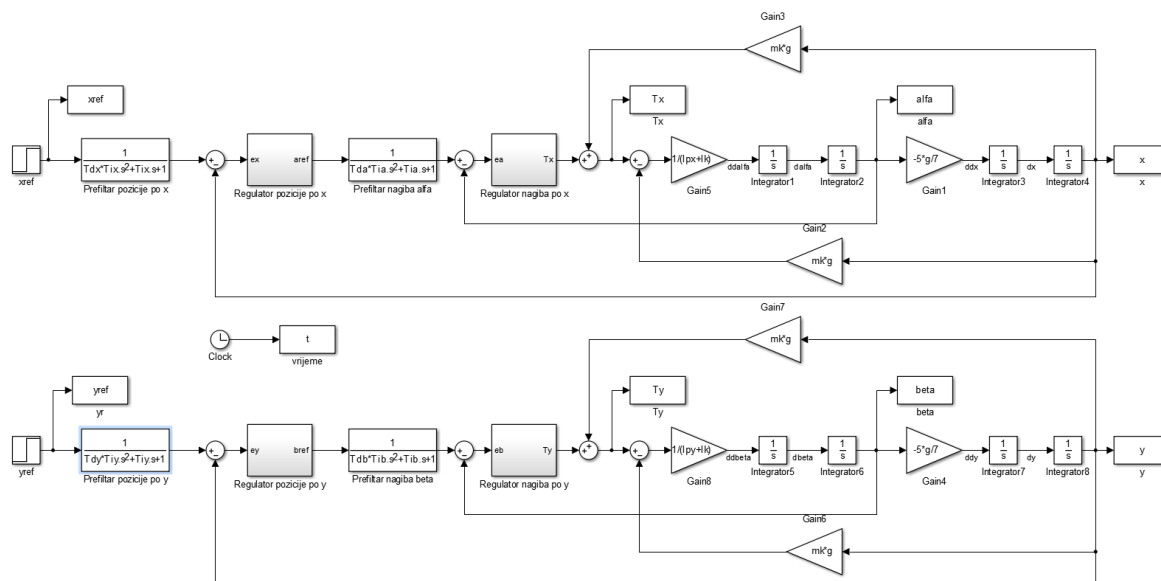 Gain3
mk*g
xref
Tx
Tx
alfa
alfa
xref
1
Tdx*Tix.s²+Tix.s+1
Prefiltar pozicije po x
+
−
ex
aref
Regulator pozicije po x
1
Tda*Tia.s²+Tia.s+1
Prefiltar nagiba alfa
+
−
ea
Tx
Regulator nagiba po x
+
+
+
−
1/(Ipx+Ik)
Gain5
ddalfa
1
s
Integrator1
dalfa
1
s
Integrator2
-5*g/7
Gain1
ddx
1
s
Integrator3
dx
1
s
Integrator4
x
x
Gain2
mk*g
Gain7
mk*g
Clock
t
vrijeme
yref
yr
Ty
Ty
beta
beta
yref
1
Tdy*Tiy.s²+Tiy.s+1
Prefiltar pozicije po y
+
−
ey
bref
Regulator pozicije po y
1
Tdb*Tib.s²+Tib.s+1
Prefiltar nagiba beta
+
−
eb
Ty
Regulator nagiba po y
+
+
+
−
1/(Ipy+Ik)
Gain8
ddbeta
1
s
Integrator5
dbeta
1
s
Integrator6
-5*g/7
Gain4
ddy
1
s
Integrator7
dy
1
s
Integrator8
y
y
Gain6
mk*g